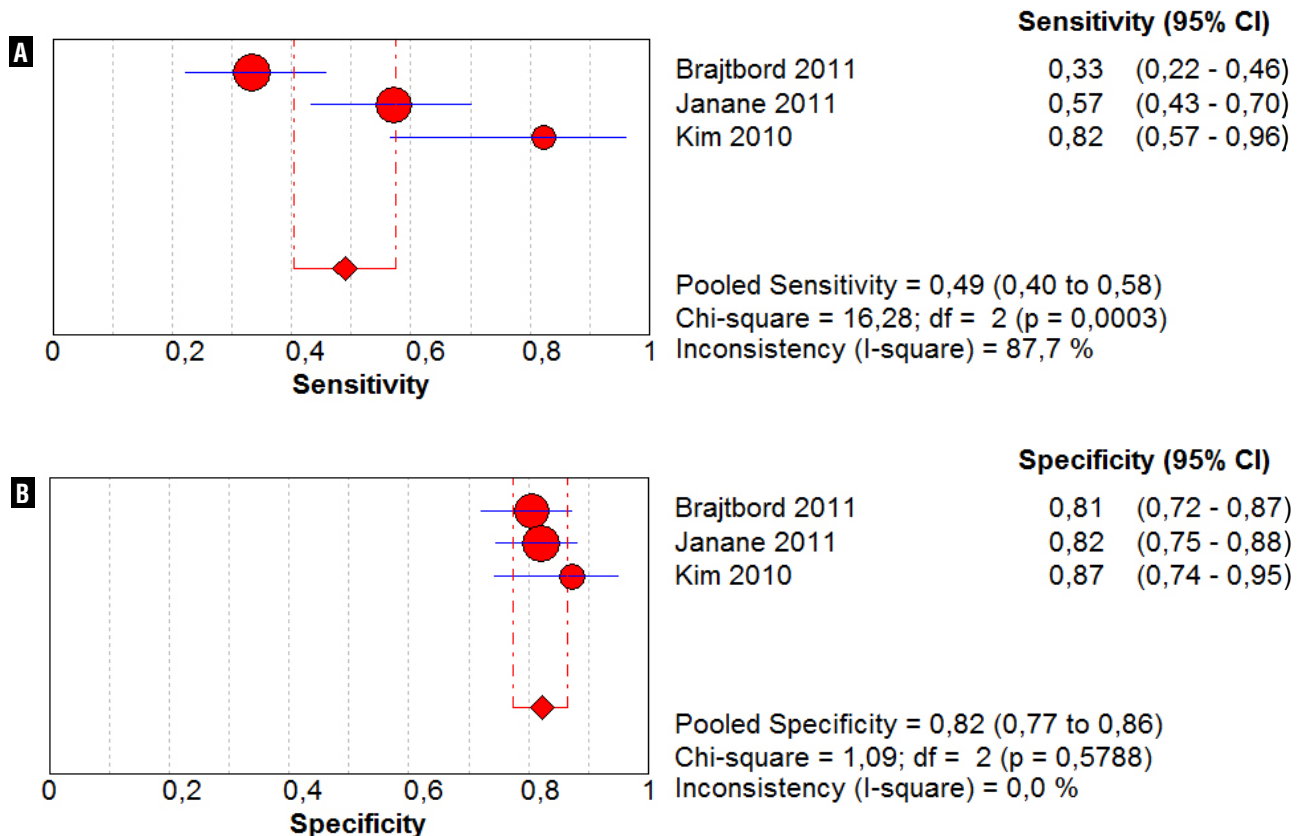 A
Sensitivity (95% CI)
Brajtbord 2011 0,33 (0,22 - 0,46)
Janane 2011 0,57 (0,43 - 0,70)
Kim 2010 0,82 (0,57 - 0,96)
Pooled Sensitivity = 0,49 (0,40 to 0,58)
Chi-square = 16,28; df = 2 (p = 0,0003)
Inconsistency (I-square) = 87,7 %
0 0,2 0,4 0,6 0,8 1
Sensitivity
B
Specificity (95% CI)
Brajtbord 2011 0,81 (0,72 - 0,87)
Janane 2011 0,82 (0,75 - 0,88)
Kim 2010 0,87 (0,74 - 0,95)
Pooled Specificity = 0,82 (0,77 to 0,86)
Chi-square = 1,09; df = 2 (p = 0,5788)
Inconsistency (I-square) = 0,0 %
0 0,2 0,4 0,6 0,8 1
Specificity